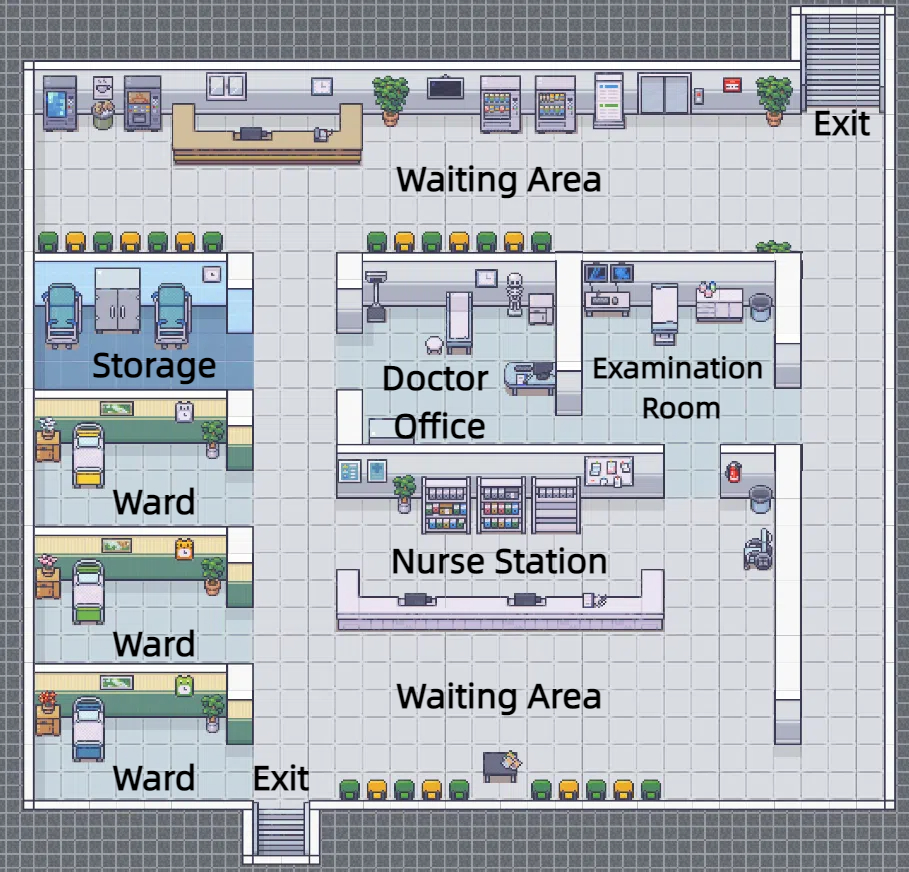 Exit
Waiting Area
Storage
Doctor
Office
Examination
Room
Ward
Nurse Station
Ward
Waiting Area
Ward
Exit